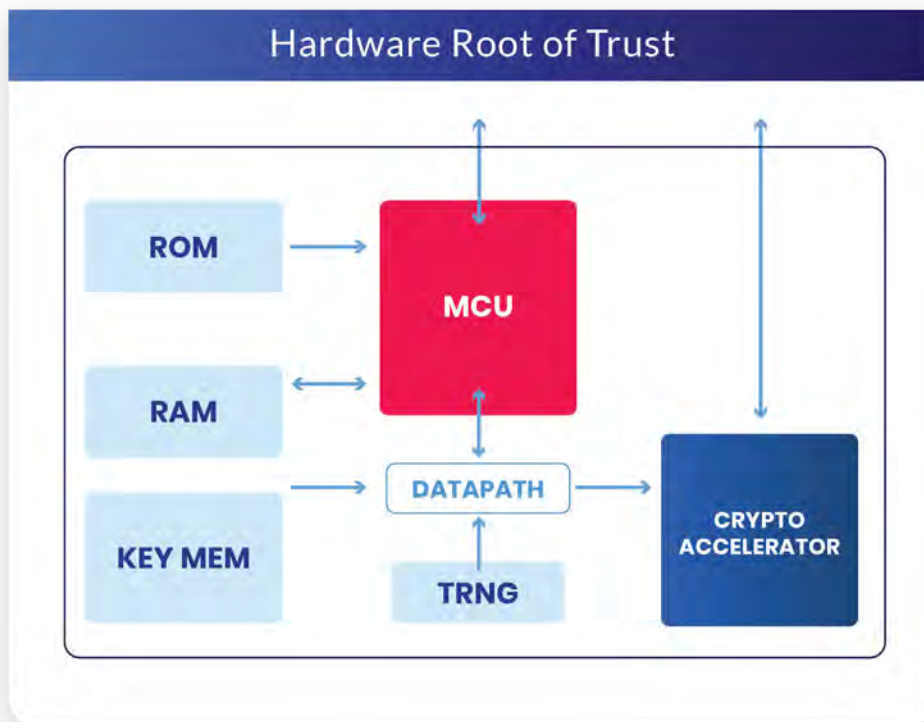 Hardware Root of Trust
ROM
MCU
RAM
DATAPATH
KEY MEM
CRYPTO
ACCELERATOR
TRNG